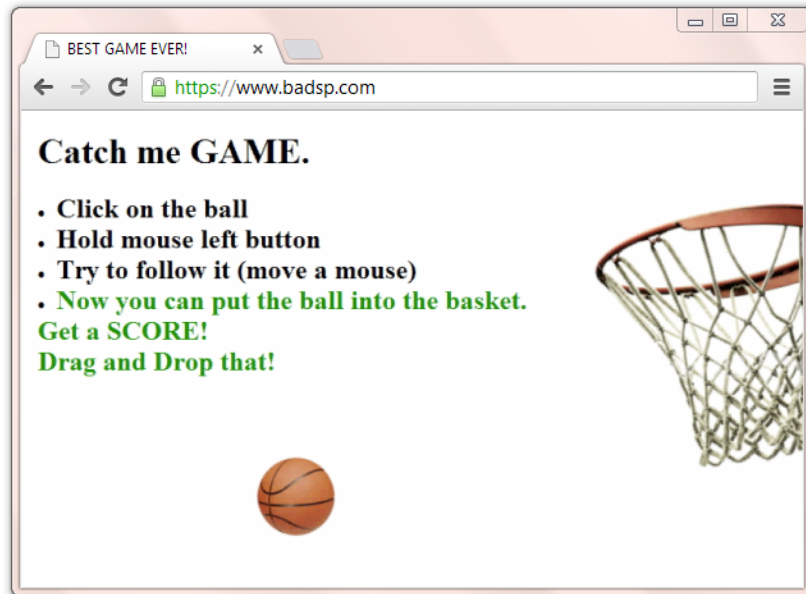 BEST GAME EVER!
https://www.badsp.com
Catch me GAME.
• Click on the ball
• Hold mouse left button
• Try to follow it (move a mouse)
• Now you can put the ball into the basket.
Get a SCORE!
Drag and Drop that!